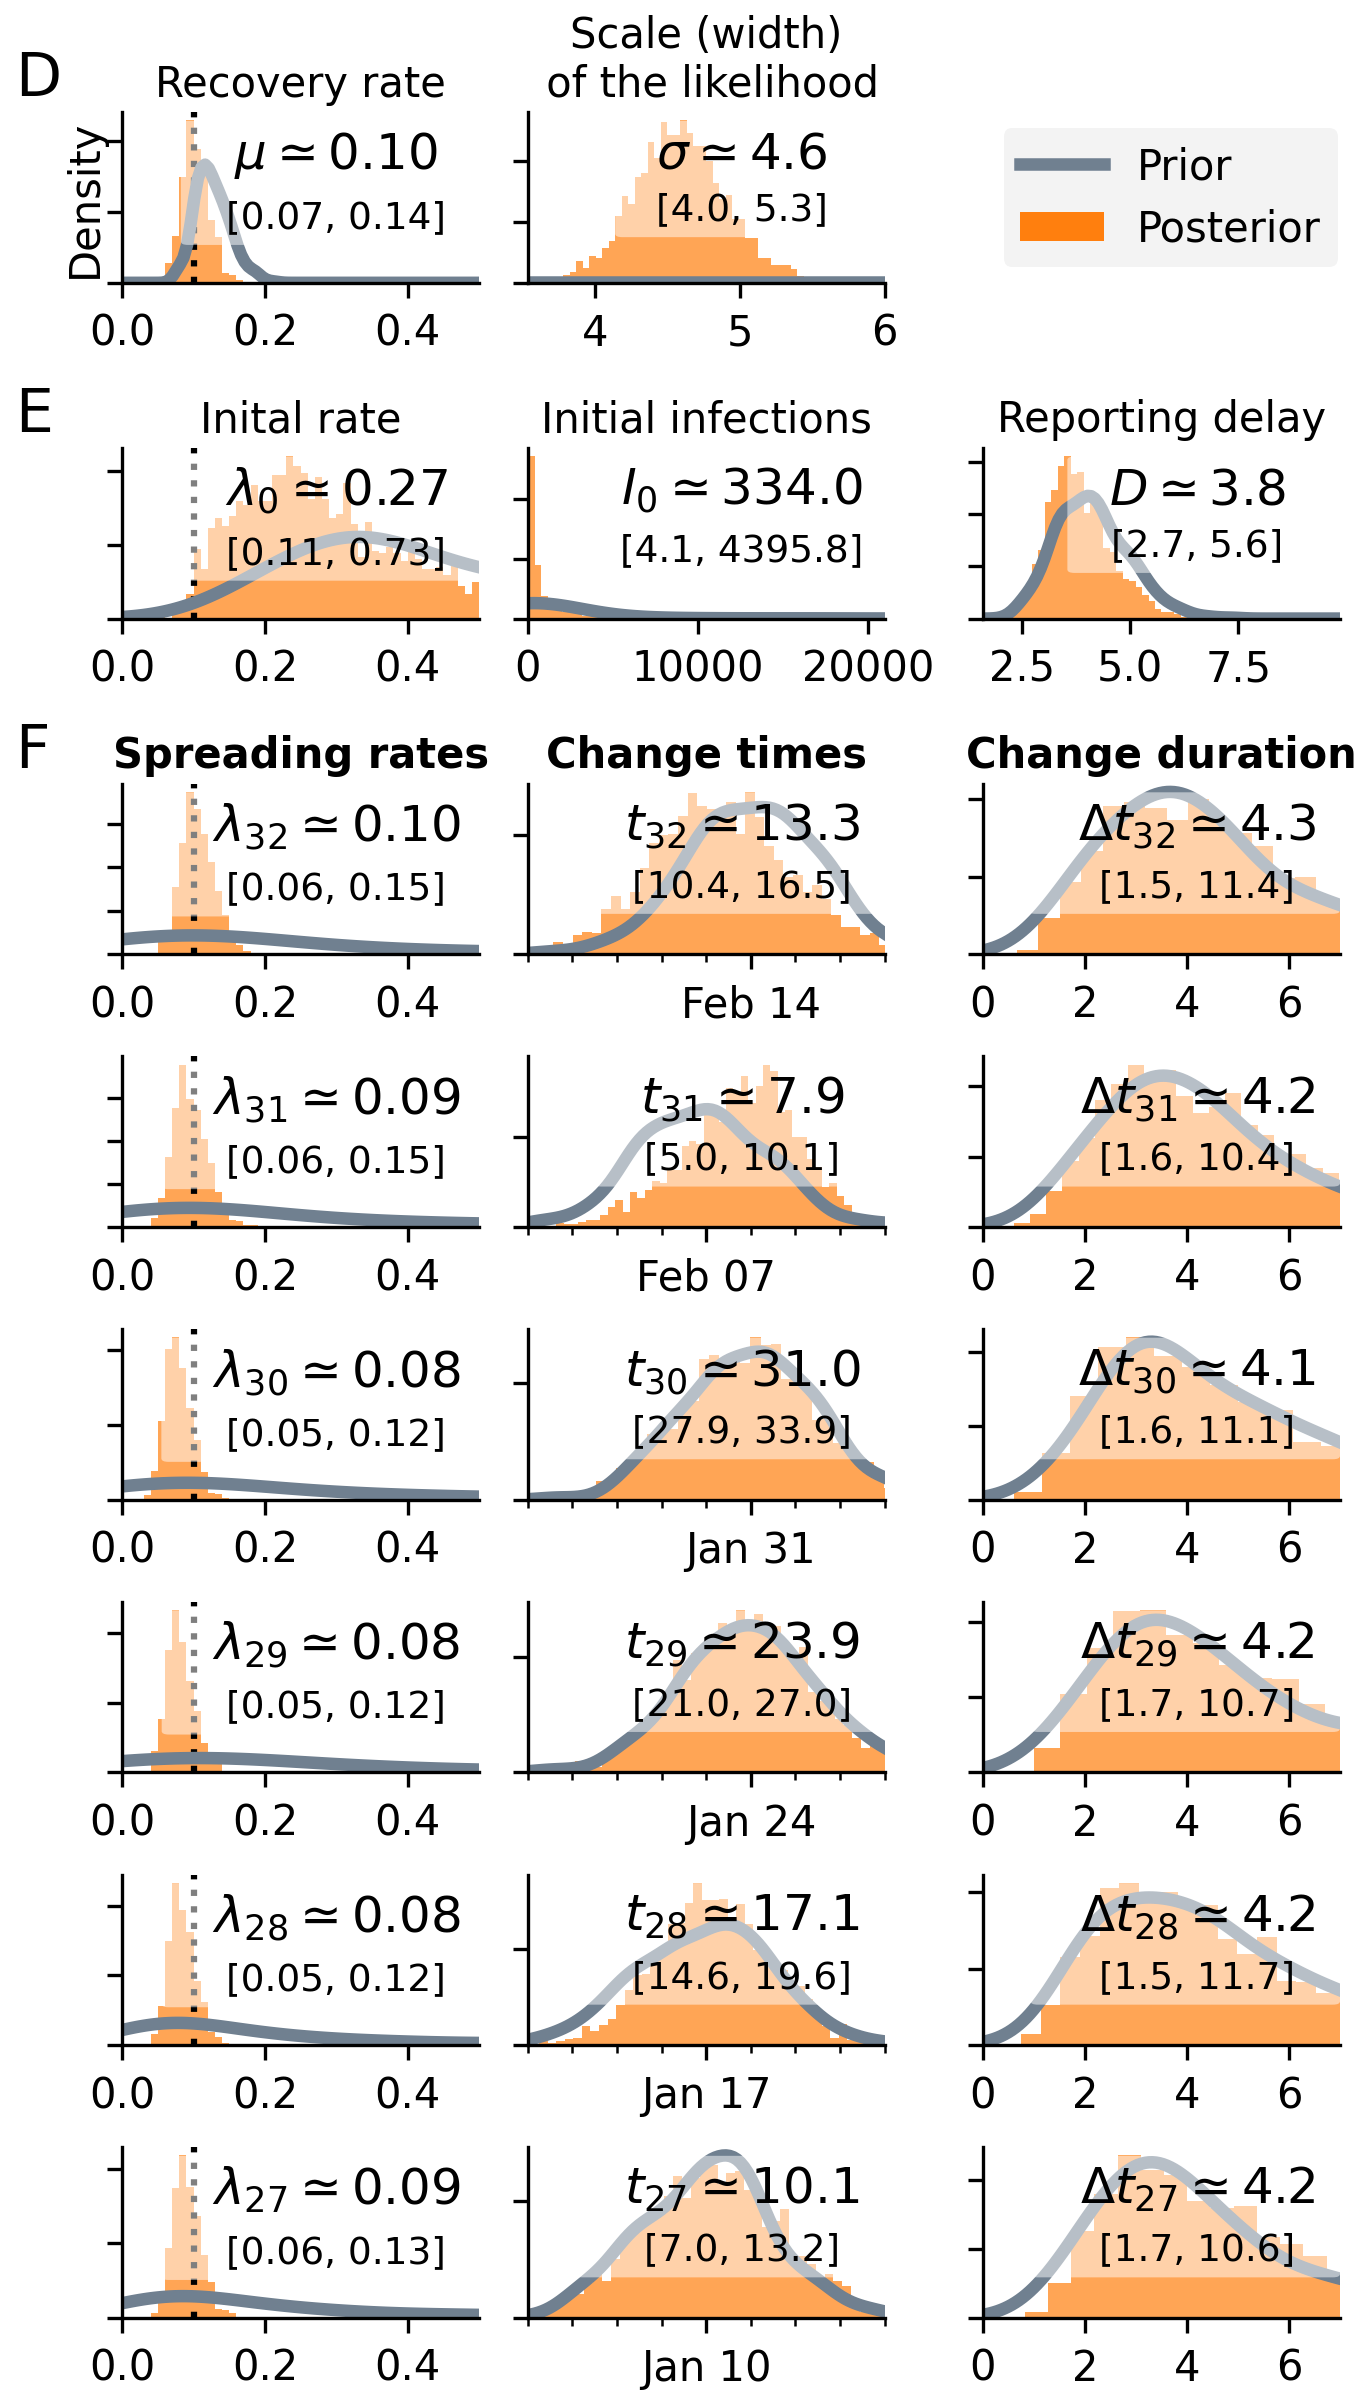 D
Recovery rate
Scale (width)
of the likelihood
Density
μ ≃ 0.10
[0.07, 0.14]
0.0 0.2 0.4
σ ≃ 4.6
[4.0, 5.3]
4 5 6
Prior
Posterior
E
Inital rate
λ0 ≃ 0.27
[0.11, 0.73]
0.0 0.2 0.4
Initial infections
I0 ≃ 334.0
[4.1, 4395.8]
0 10000 20000
Reporting delay
D ≃ 3.8
[2.7, 5.6]
2.5 5.0 7.5
F
Spreading rates
Change times
Change duration
λ32 ≃ 0.10
[0.06, 0.15]
0.0 0.2 0.4
t32 ≃ 13.3
[10.4, 16.5]
Feb 14
Δt32 ≃ 4.3
[1.5, 11.4]
0 2 4 6
λ31 ≃ 0.09
[0.06, 0.15]
0.0 0.2 0.4
t31 ≃ 7.9
[5.0, 10.1]
Feb 07
Δt31 ≃ 4.2
[1.6, 10.4]
0 2 4 6
λ30 ≃ 0.08
[0.05, 0.12]
0.0 0.2 0.4
t30 ≃ 31.0
[27.9, 33.9]
Jan 31
Δt30 ≃ 4.1
[1.6, 11.1]
0 2 4 6
λ29 ≃ 0.08
[0.05, 0.12]
0.0 0.2 0.4
t29 ≃ 23.9
[21.0, 27.0]
Jan 24
Δt29 ≃ 4.2
[1.7, 10.7]
0 2 4 6
λ28 ≃ 0.08
[0.05, 0.12]
0.0 0.2 0.4
t28 ≃ 17.1
[14.6, 19.6]
Jan 17
Δt28 ≃ 4.2
[1.5, 11.7]
0 2 4 6
λ27 ≃ 0.09
[0.06, 0.13]
0.0 0.2 0.4
t27 ≃ 10.1
[7.0, 13.2]
Jan 10
Δt27 ≃ 4.2
[1.7, 10.6]
0 2 4 6